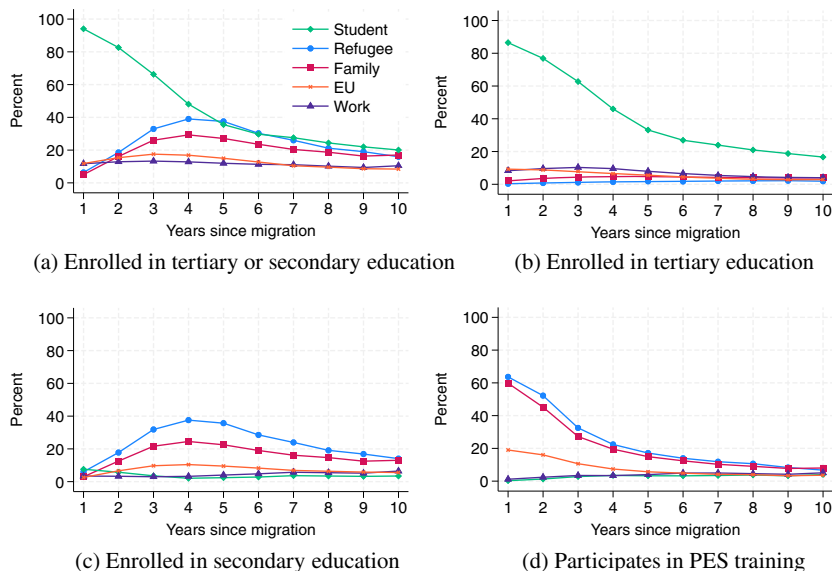 100
80
60
40
20
0
Percent
Student
Refugee
Family
EU
Work
1 2 3 4 5 6 7 8 9 10
Years since migration
(a) Enrolled in tertiary or secondary education
100
80
60
40
20
0
Percent
1 2 3 4 5 6 7 8 9 10
Years since migration
(b) Enrolled in tertiary education
100
80
60
40
20
0
Percent
1 2 3 4 5 6 7 8 9 10
Years since migration
(c) Enrolled in secondary education
100
80
60
40
20
0
Percent
1 2 3 4 5 6 7 8 9 10
Years since migration
(d) Participates in PES training